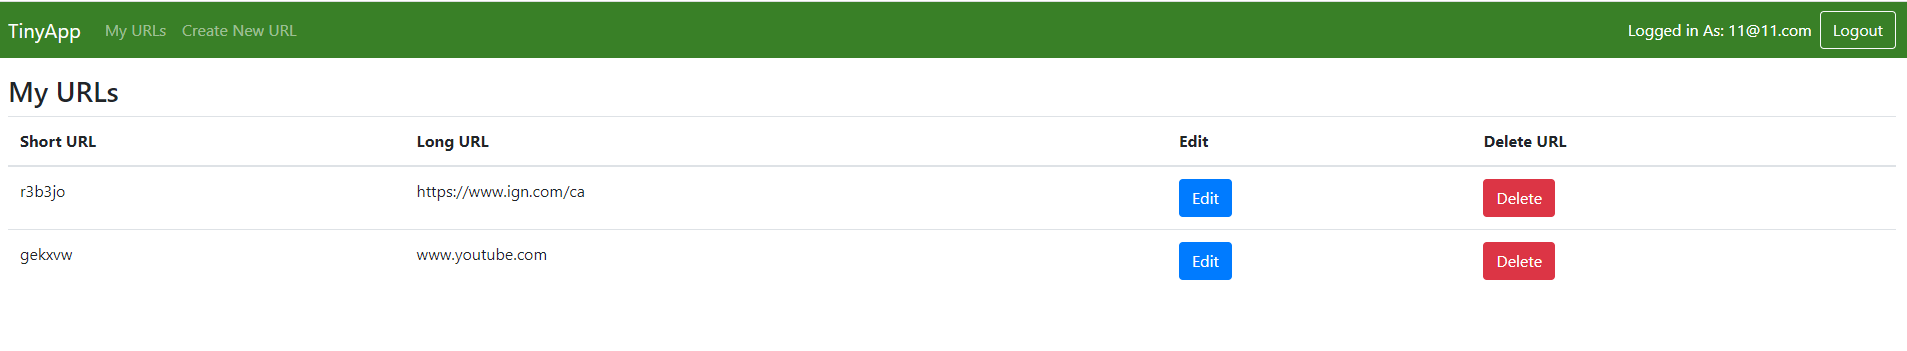 TinyApp My URLs Create New URL Logged in As: 11@11.com Logout
My URLs
Short URL Long URL Edit Delete URL
r3b3jo https://www.ign.com/ca Edit Delete
gekxvw www.youtube.com Edit Delete